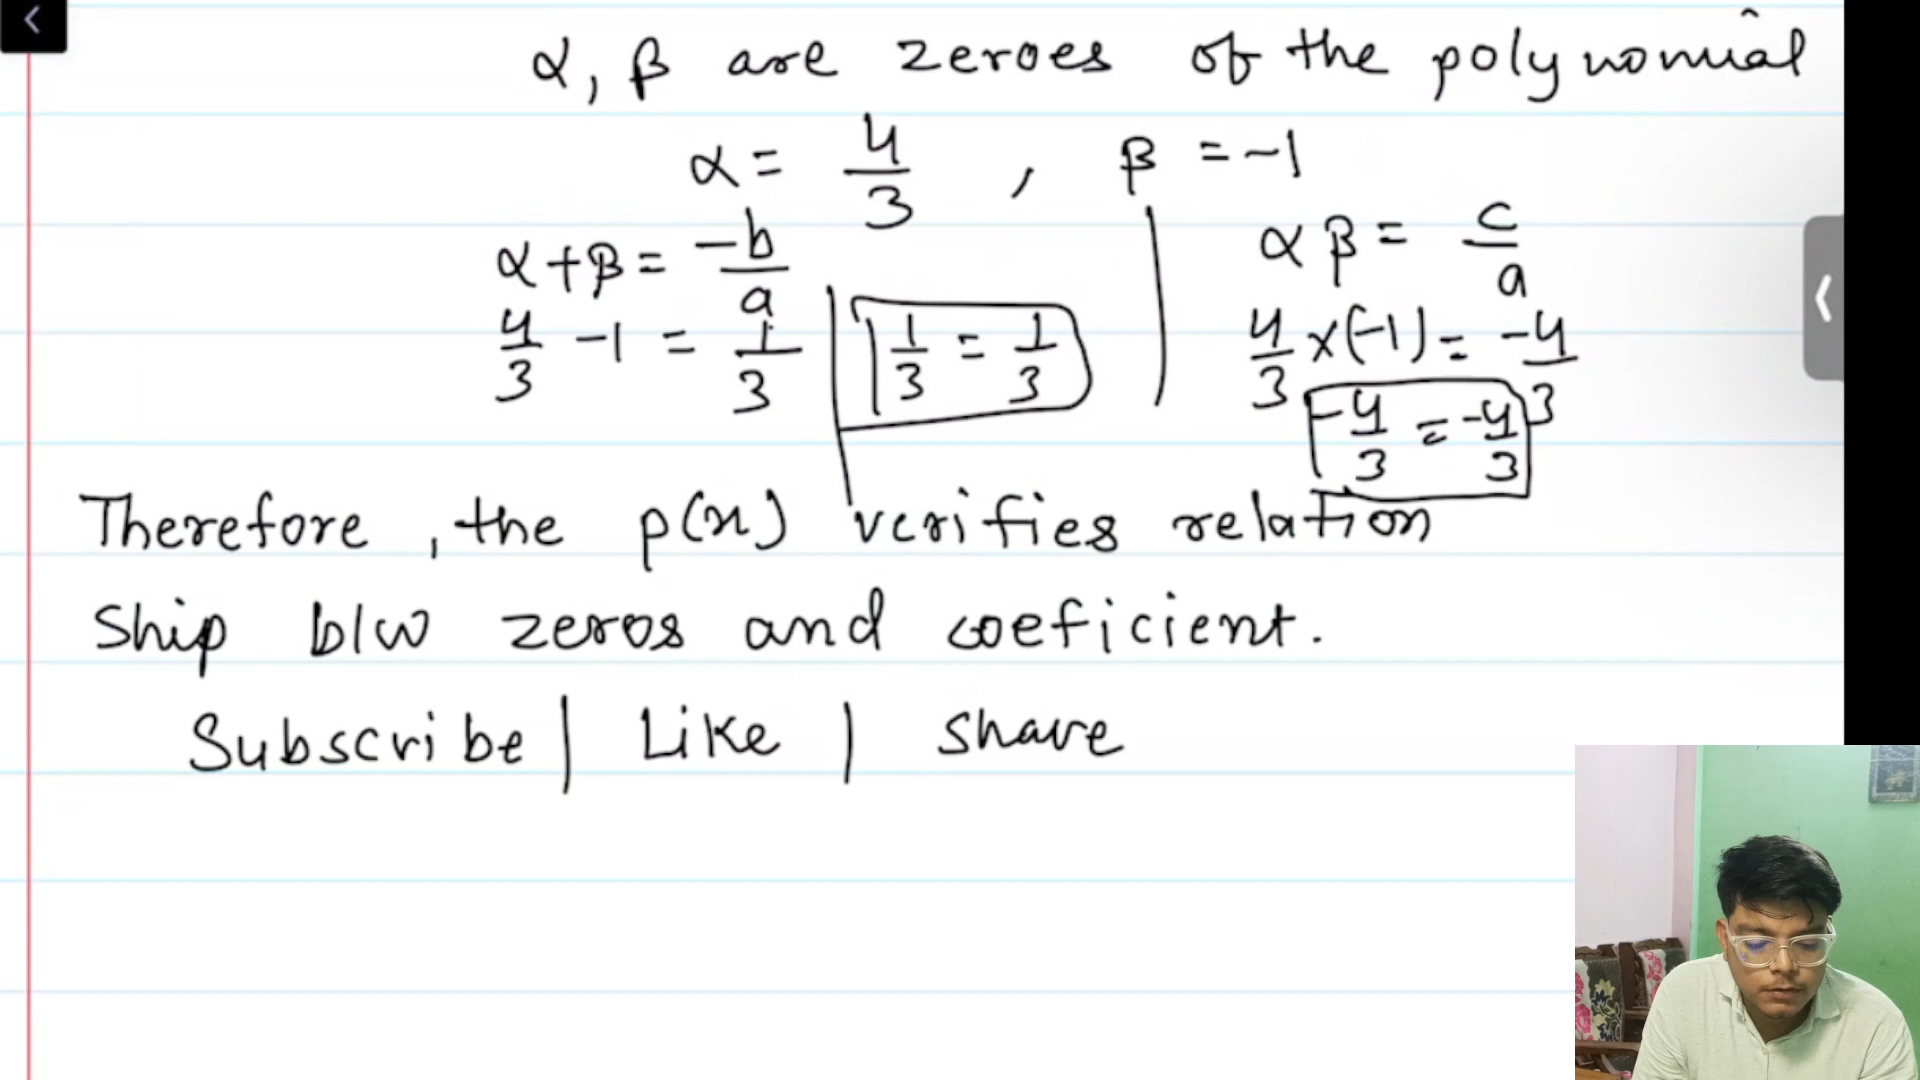 α, β are zeroes of the polynomial
α = 4/3 , β = -1
α + β = -b/a
αβ = c/a
4/3 - 1 = 1/3
1/3 = 1/3
4/3 × (-1) = -4/3
-4/3 = -4/3
Therefore, the p(x) verifies relation
ship b/w zeros and coeficient.
Subscribe | Like | share